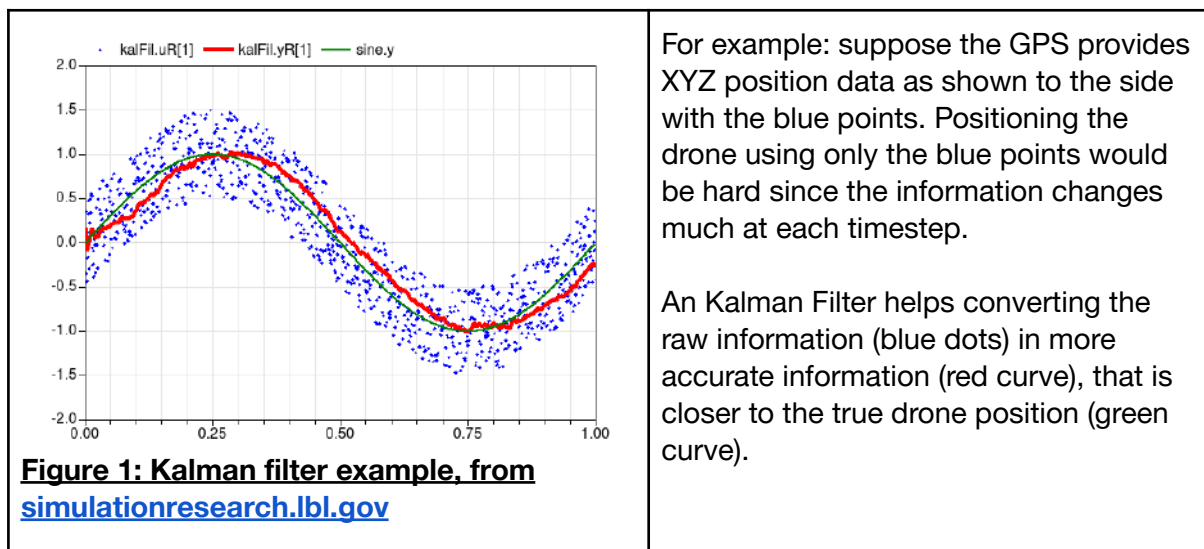 kalFil.uR[1] kalFil.yR[1] sine.y
2.0
1.5
1.0
0.5
0.0
-0.5
-1.0
-1.5
-2.0
0.00 0.25 0.50 0.75 1.00
Figure 1: Kalman filter example, from
simulationresearch.lbl.gov
For example: suppose the GPS provides
XYZ position data as shown to the side
with the blue points. Positioning the
drone using only the blue points would
be hard since the information changes
much at each timestep.
An Kalman Filter helps converting the
raw information (blue dots) in more
accurate information (red curve), that is
closer to the true drone position (green
curve).